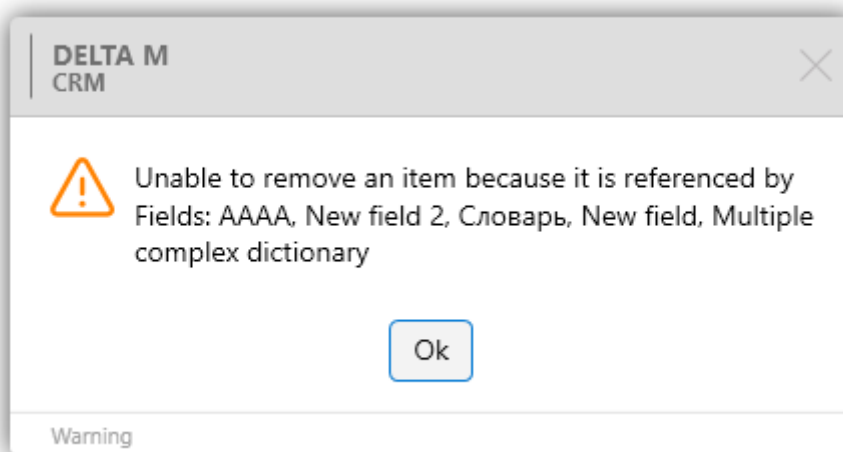 DELTA M
CRM
Unable to remove an item because it is referenced by
Fields: AAAA, New field 2, Словарь, New field, Multiple
complex dictionary
Ok
Warning